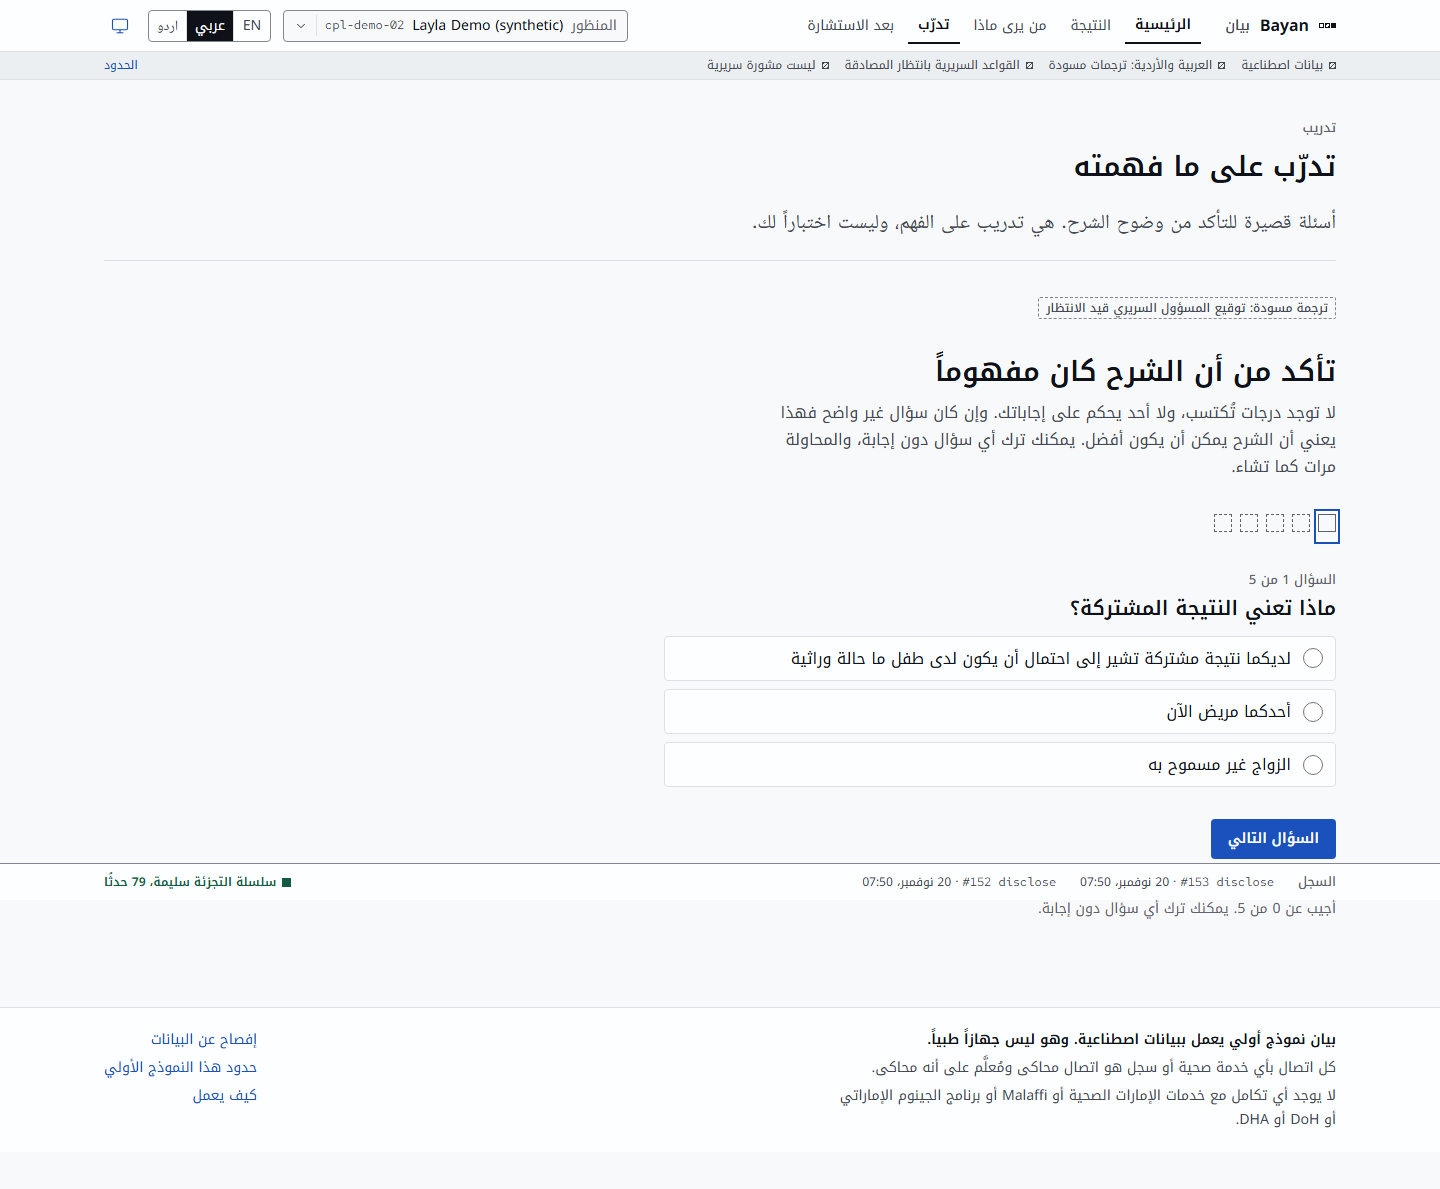 Bayan بيان
الرئيسية
النتيجة
من يرى ماذا
تدرّب
بعد الاستشارة
المنظور Layla Demo (synthetic) cpl-demo-02
EN
عربي
اردو
بيانات اصطناعية
العربية والأردية: ترجمات مسودة
القواعد السريرية بانتظار المصادقة
ليست مشورة سريرية
الحدود
تدريب
تدرّب على ما فهمته
أسئلة قصيرة للتأكد من وضوح الشرح. هي تدريب على الفهم، وليست اختباراً لك.
ترجمة مسودة: توقيع المسؤول السريري قيد الانتظار
تأكد من أن الشرح كان مفهوماً
لا توجد درجات تُكتسب، ولا أحد يحكم على إجاباتك. وإن كان سؤال غير واضح فهذا
يعني أن الشرح يمكن أن يكون أفضل. يمكنك ترك أي سؤال دون إجابة، والمحاولة
مرات كما تشاء.
السؤال 1 من 5
ماذا تعني النتيجة المشتركة؟
لديكما نتيجة مشتركة تشير إلى احتمال أن يكون لدى طفل ما حالة وراثية
أحدكما مريض الآن
الزواج غير مسموح به
السؤال التالي
السجل
#153 disclose · 20 نوفمبر، 07:50
#152 disclose · 20 نوفمبر، 07:50
سلسلة التجزئة سليمة، 79 حدثًا
أجيب عن 0 من 5. يمكنك ترك أي سؤال دون إجابة.
بيان نموذج أولي يعمل ببيانات اصطناعية. وهو ليس جهازاً طبياً.
كل اتصال بأي خدمة صحية أو سجل هو اتصال محاكى ومُعلَّم على أنه محاكى.
لا يوجد أي تكامل مع خدمات الإمارات الصحية أو Malaffi أو برنامج الجينوم الإماراتي
أو DoH أو DHA.
إفصاح عن البيانات
حدود هذا النموذج الأولي
كيف يعمل